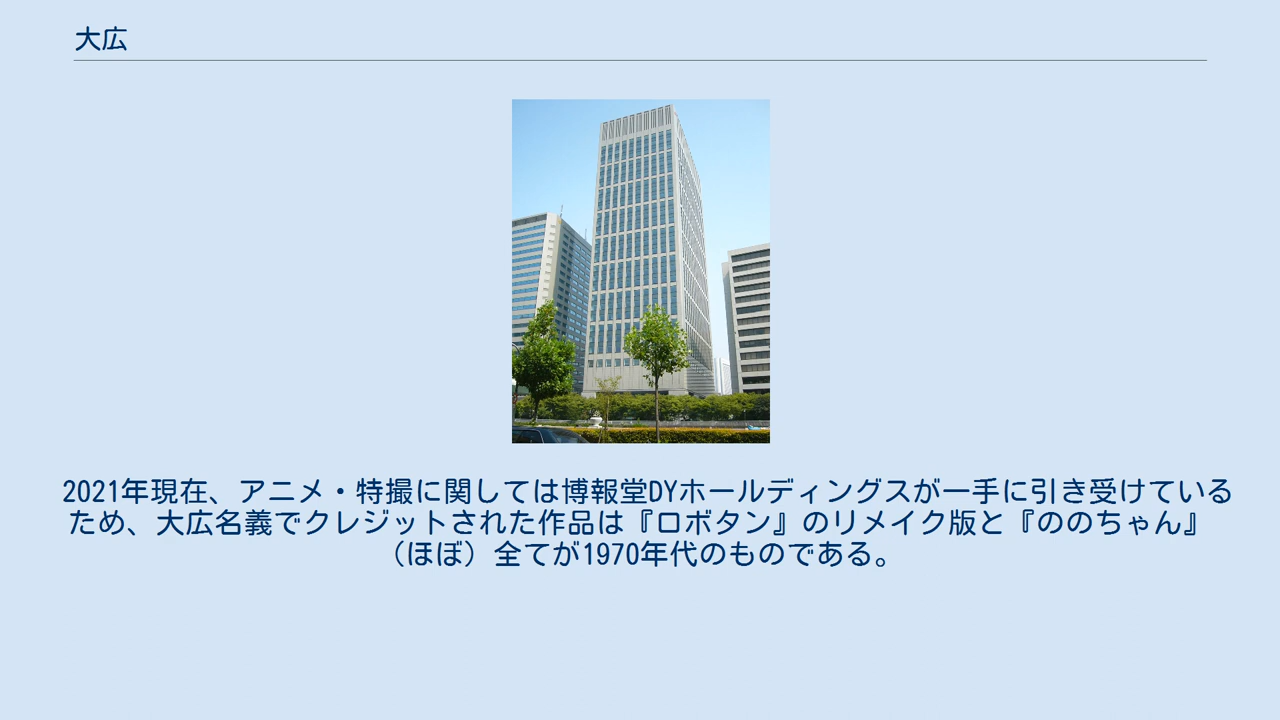 大広
2021年現在、アニメ・特撮に関しては博報堂DYホールディングスが一手に引き受けている
ため、大広名義でクレジットされた作品は『ロボタン』のリメイク版と『ののちゃん』
（ほぼ）全てが1970年代のものである。